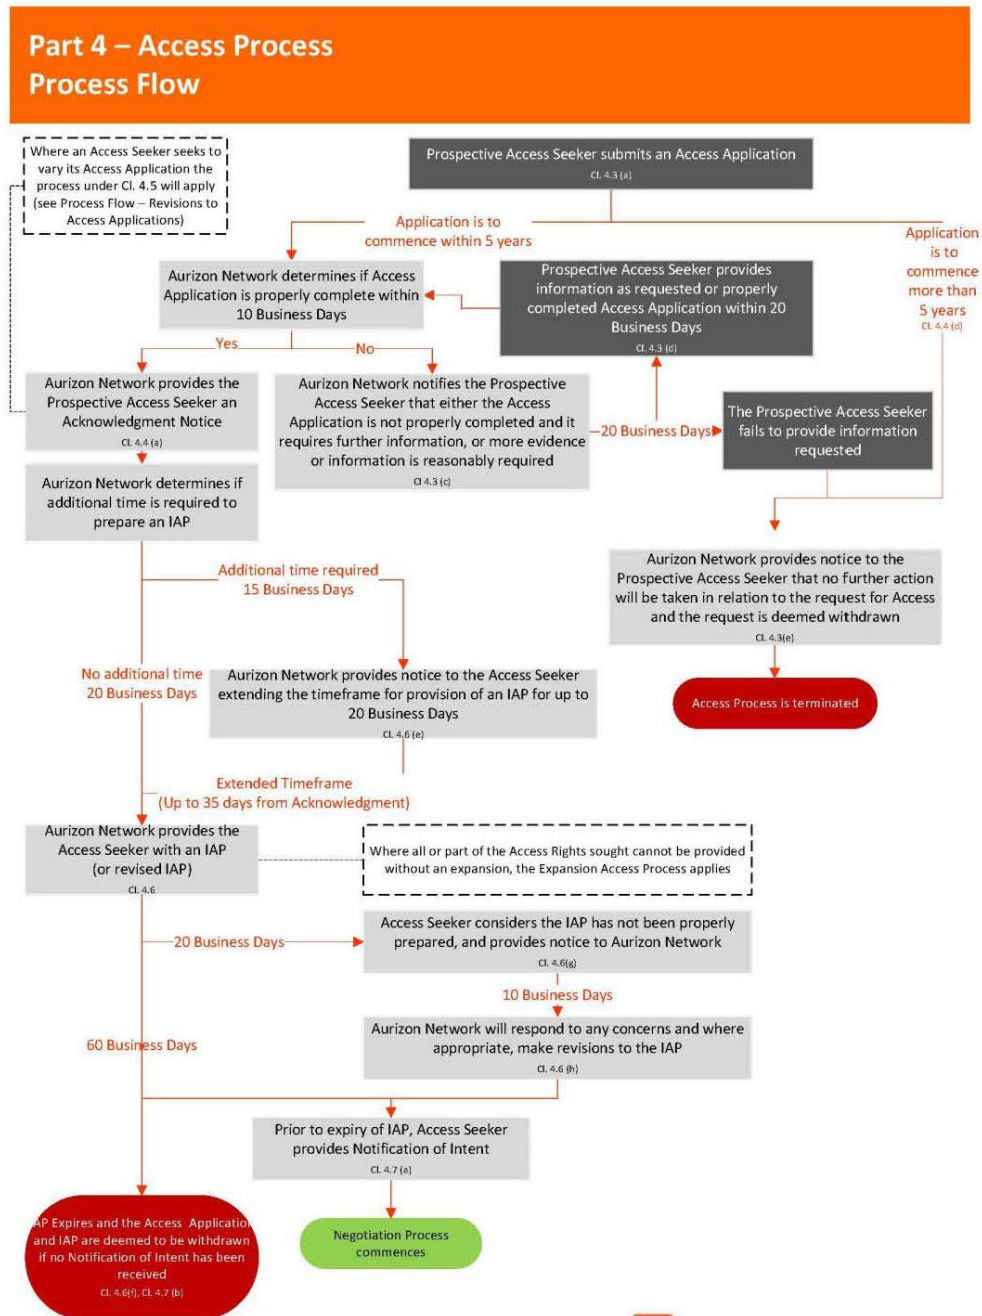 Part 4 – Access Process
Process Flow
Where an Access Seeker seeks to
vary its Access Application the
process under Cl. 4.5 will apply
(see Process Flow – Revisions to
Access Applications)
Prospective Access Seeker submits an Access Application
Cl. 4.3 (a)
Application is to
commence within 5 years
Application
is to
commence
more than
5 years
Cl. 4.4 (d)
Aurizon Network determines if Access
Application is properly complete within
10 Business Days
Prospective Access Seeker provides
information as requested or properly
completed Access Application within 20
Business Days
Cl. 4.3 (d)
Yes
No
Aurizon Network provides the
Prospective Access Seeker an
Acknowledgment Notice
Cl. 4.4 (a)
Aurizon Network notifies the Prospective
Access Seeker that either the Access
Application is not properly completed and it
requires further information, or more evidence
or information is reasonably required
Cl 4.3 (c)
20 Business Days
The Prospective Access Seeker
fails to provide information
requested
Aurizon Network determines if
additional time is required to
prepare an IAP
Aurizon Network provides notice to the
Prospective Access Seeker that no further action
will be taken in relation to the request for Access
and the request is deemed withdrawn
Cl. 4.3(e)
Access Process is terminated
Additional time required
15 Business Days
No additional time
20 Business Days
Aurizon Network provides notice to the Access Seeker
extending the timeframe for provision of an IAP for up to
20 Business Days
Cl. 4.6 (e)
Extended Timeframe
(Up to 35 days from Acknowledgment)
Aurizon Network provides the
Access Seeker with an IAP
(or revised IAP)
Cl. 4.6
Where all or part of the Access Rights sought cannot be provided
without an expansion, the Expansion Access Process applies
20 Business Days
Access Seeker considers the IAP has not been properly
prepared, and provides notice to Aurizon Network
Cl. 4.6(g)
10 Business Days
Aurizon Network will respond to any concerns and where
appropriate, make revisions to the IAP
Cl. 4.6 (h)
60 Business Days
Prior to expiry of IAP, Access Seeker
provides Notification of Intent
Cl. 4.7 (a)
Negotiation Process
commences
AP Expires and the Access Application
and IAP are deemed to be withdrawn
if no Notification of Intent has been
received
Cl. 4.6(f), Cl. 4.7 (b)